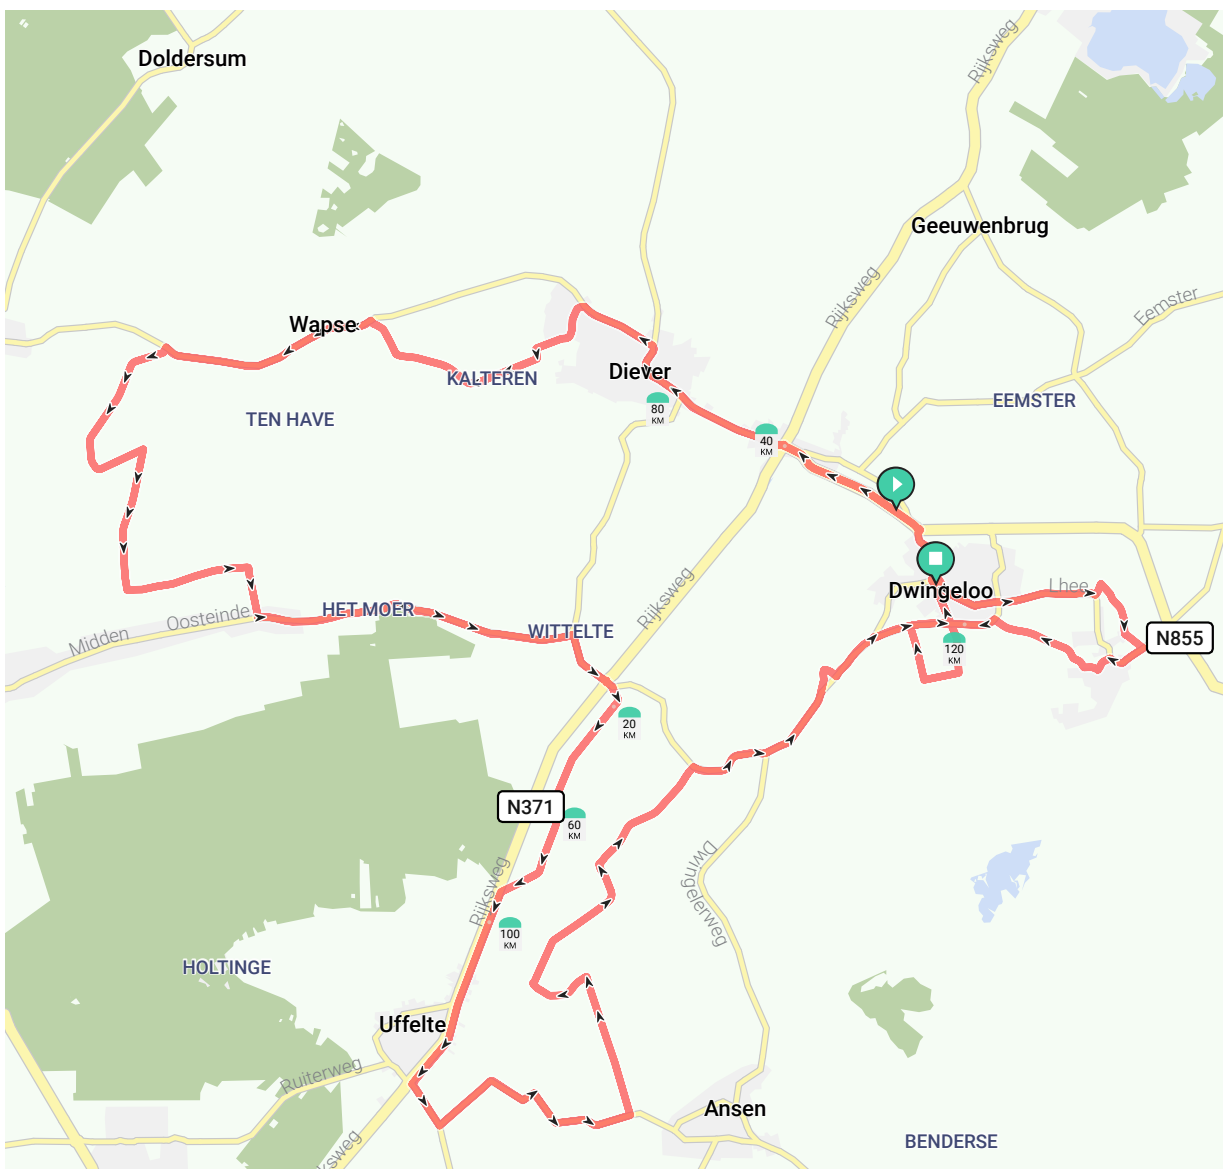 Doldersum
Rijksweg
Geeuwenbrug
Rijksweg
Eemster
Wapse
Diever
KALTEREN
EEMSTER
TEN HAVE
80
KM
40
KM
Rijksweg
Dwingeloo
Lhee
HET MOER
Oosteinde
Midden
WITTELTE
N855
120
KM
20
KM
N371
60
KM
Rijksweg
Dwingelerweg
100
KM
HOLTINGE
Uffelte
Ruiterweg
Ansen
BENDERSE
ksweg